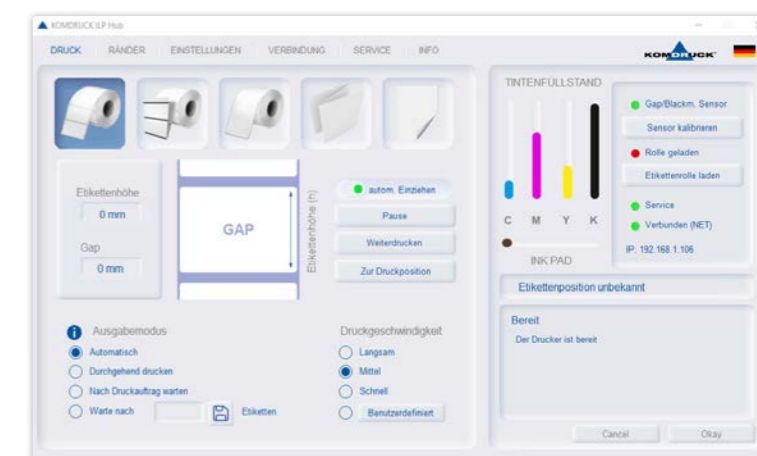 KOMDRUCK ILP Hub
DRUCK RÄNDER EINSTELLUNGEN VERBINDUNG SERVICE INFO
KOMDRUCK
TINTENFÜLLSTAND
Gap/Blackm. Sensor
Sensor kalibrieren
Rolle geladen
Etikettenrolle laden
Service
Verbunden (NET)
IP: 192.168.1.106
C M Y K
INK PAD
Etikettenhöhe
0 mm
Gap
0 mm
GAP
Etikettenhöhe (h)
autom. Einziehen
Pause
Weiterdrucken
Zur Druckposition
Etikettenposition unbekannt
Bereit
Der Drucker ist bereit
Ausgabemodus
Automatisch
Durchgehend drucken
Nach Druckauftrag warten
Warte nach Etiketten
Druckgeschwindigkeit
Langsam
Mittel
Schnell
Benutzerdefiniert
Cancel Okay